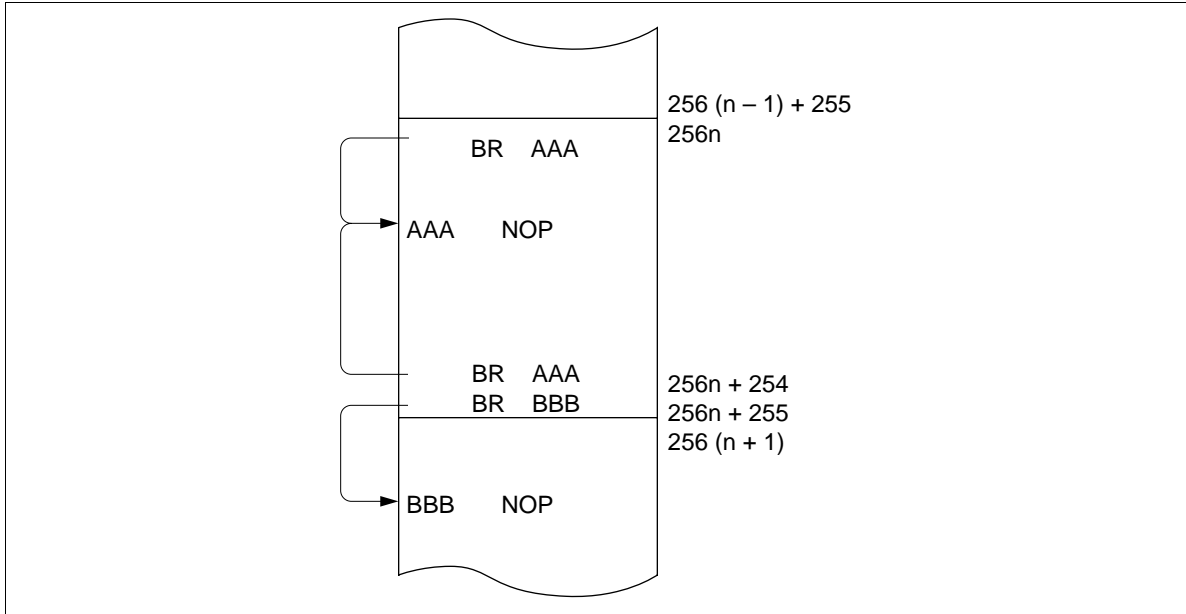 256 (n – 1) + 255
256n
BR AAA
AAA NOP
BR AAA
256n + 254
BR BBB
256n + 255
256 (n + 1)
BBB NOP